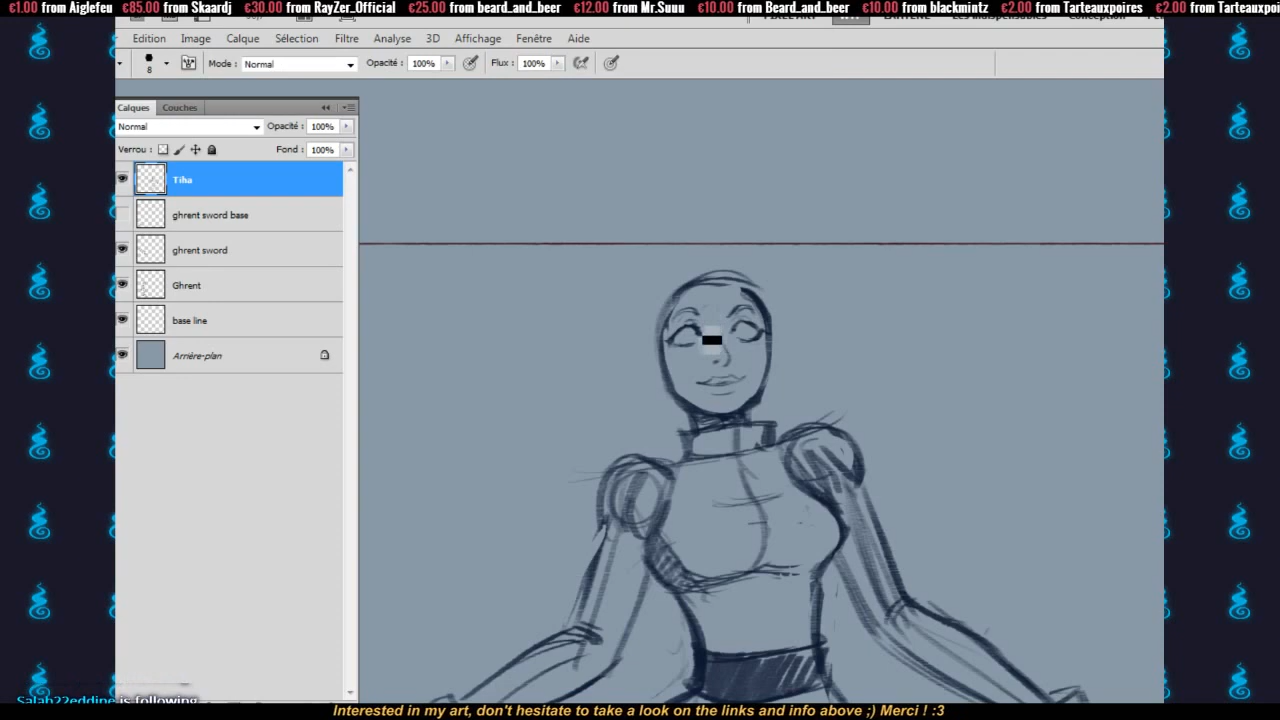 €1.00 from Aiglefeu €85.00 from Skaardj €30.00 from RayZer_Official €25.00 from beard_and_beer €12.00 from Mr.Suuu €10.00 from Beard_and_beer €10.00 from blackmintz €2.00 from Tarteauxpoires €2.00 from Tarteauxpoi
Edition Image Calque Sélection Filtre Analyse 3D Affichage Fenêtre Aide
8 Mode : Normal Opacité : 100% Flux : 100%
Calques Couches
Normal Opacité : 100%
Verrou : Fond : 100%
Tiha
ghrent sword base
ghrent sword
Ghrent
base line
Arrière-plan
Salah22eddine is following
Interested in my art, don't hesitate to take a look on the links and info above ;) Merci ! :3